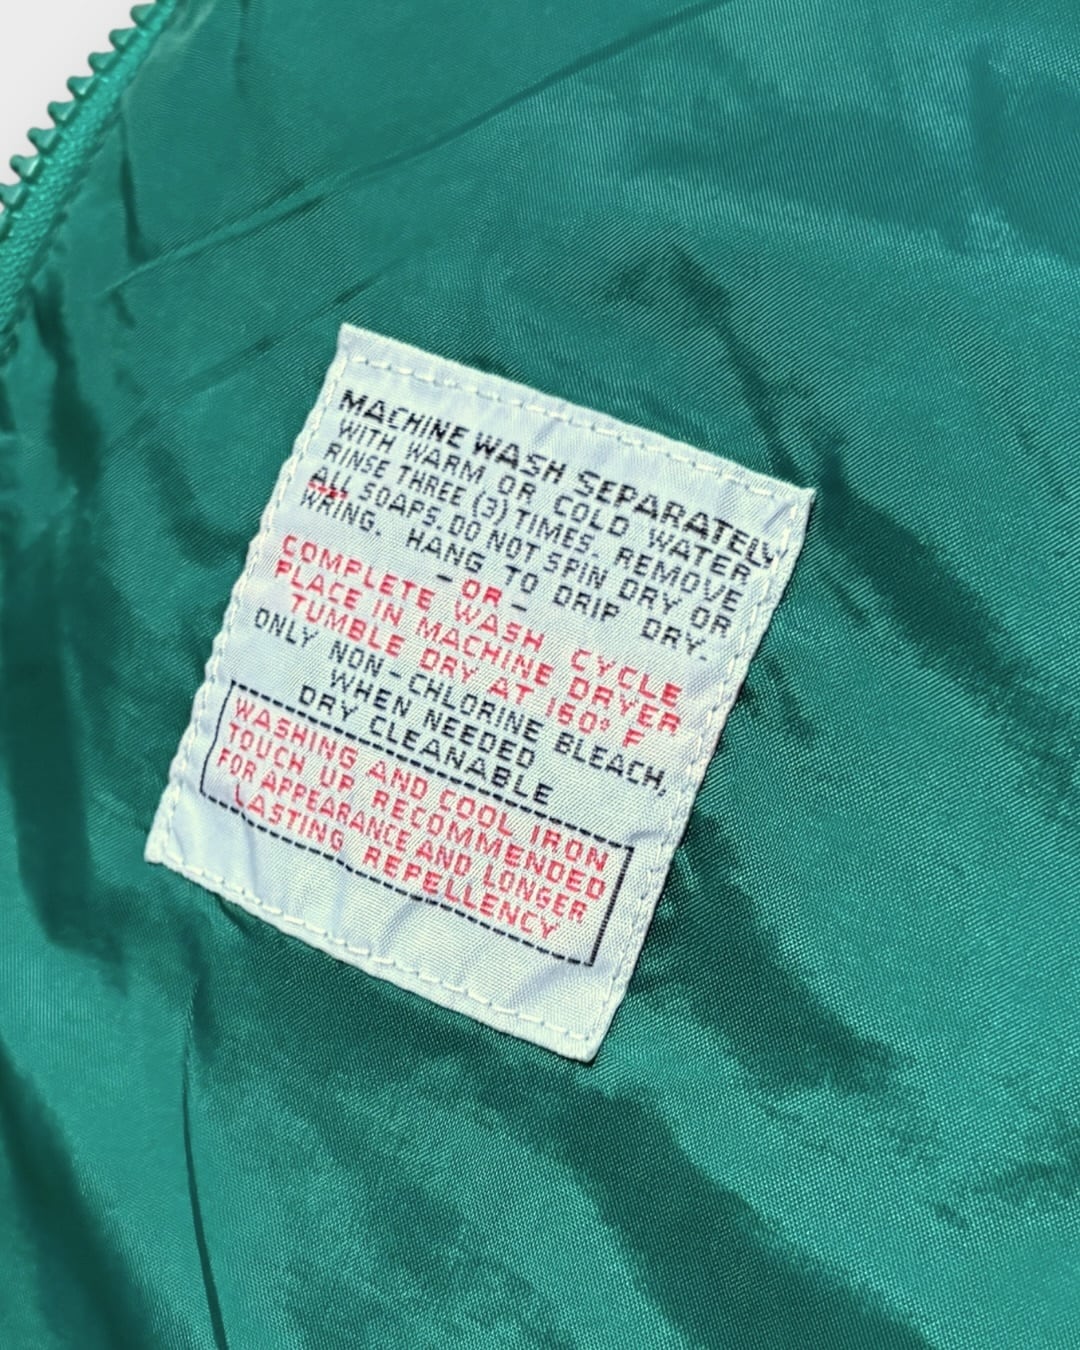 MACHINE WASH SEPARATELY
WITH WARM OR COLD WATER
RINSE THREE (3) TIMES. REMOVE
ALL SOAPS. DO NOT SPIN DRY OR
WRING. HANG TO DRIP DRY.
- OR -
COMPLETE WASH CYCLE
PLACE IN MACHINE DRYER
TUMBLE DRY AT 160° F
ONLY NON-CHLORINE BLEACH,
WHEN NEEDED
DRY CLEANABLE
WASHING AND COOL IRON
TOUCH UP RECOMMENDED
FOR APPEARANCE AND LONGER
LASTING REPELLENCY